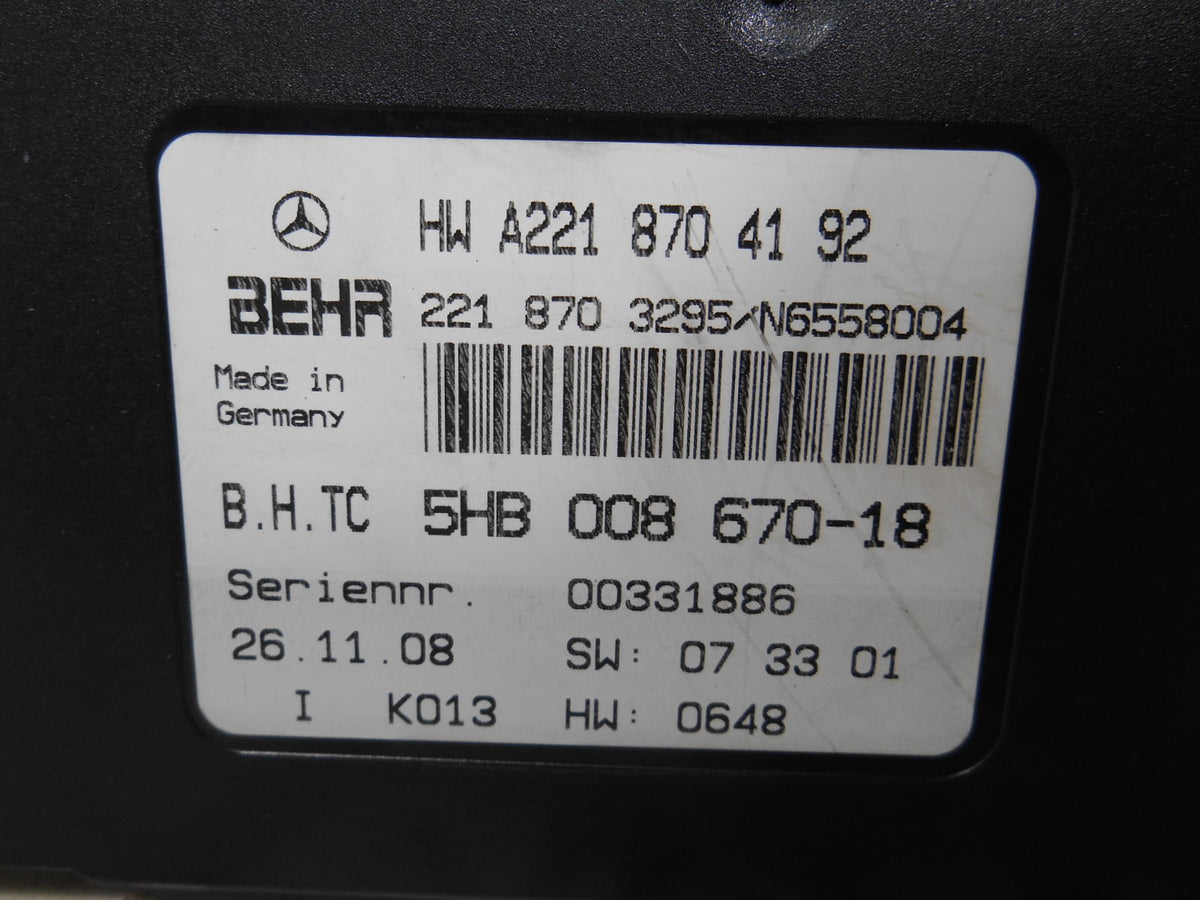 HW A221 870 41 92
BEHR 221 870 3295/N6558004
Made in
Germany
B.H.TC 5HB 008 670-18
Seriennr. 00331886
26.11.08 SW: 07 33 01
I K013 HW: 0648